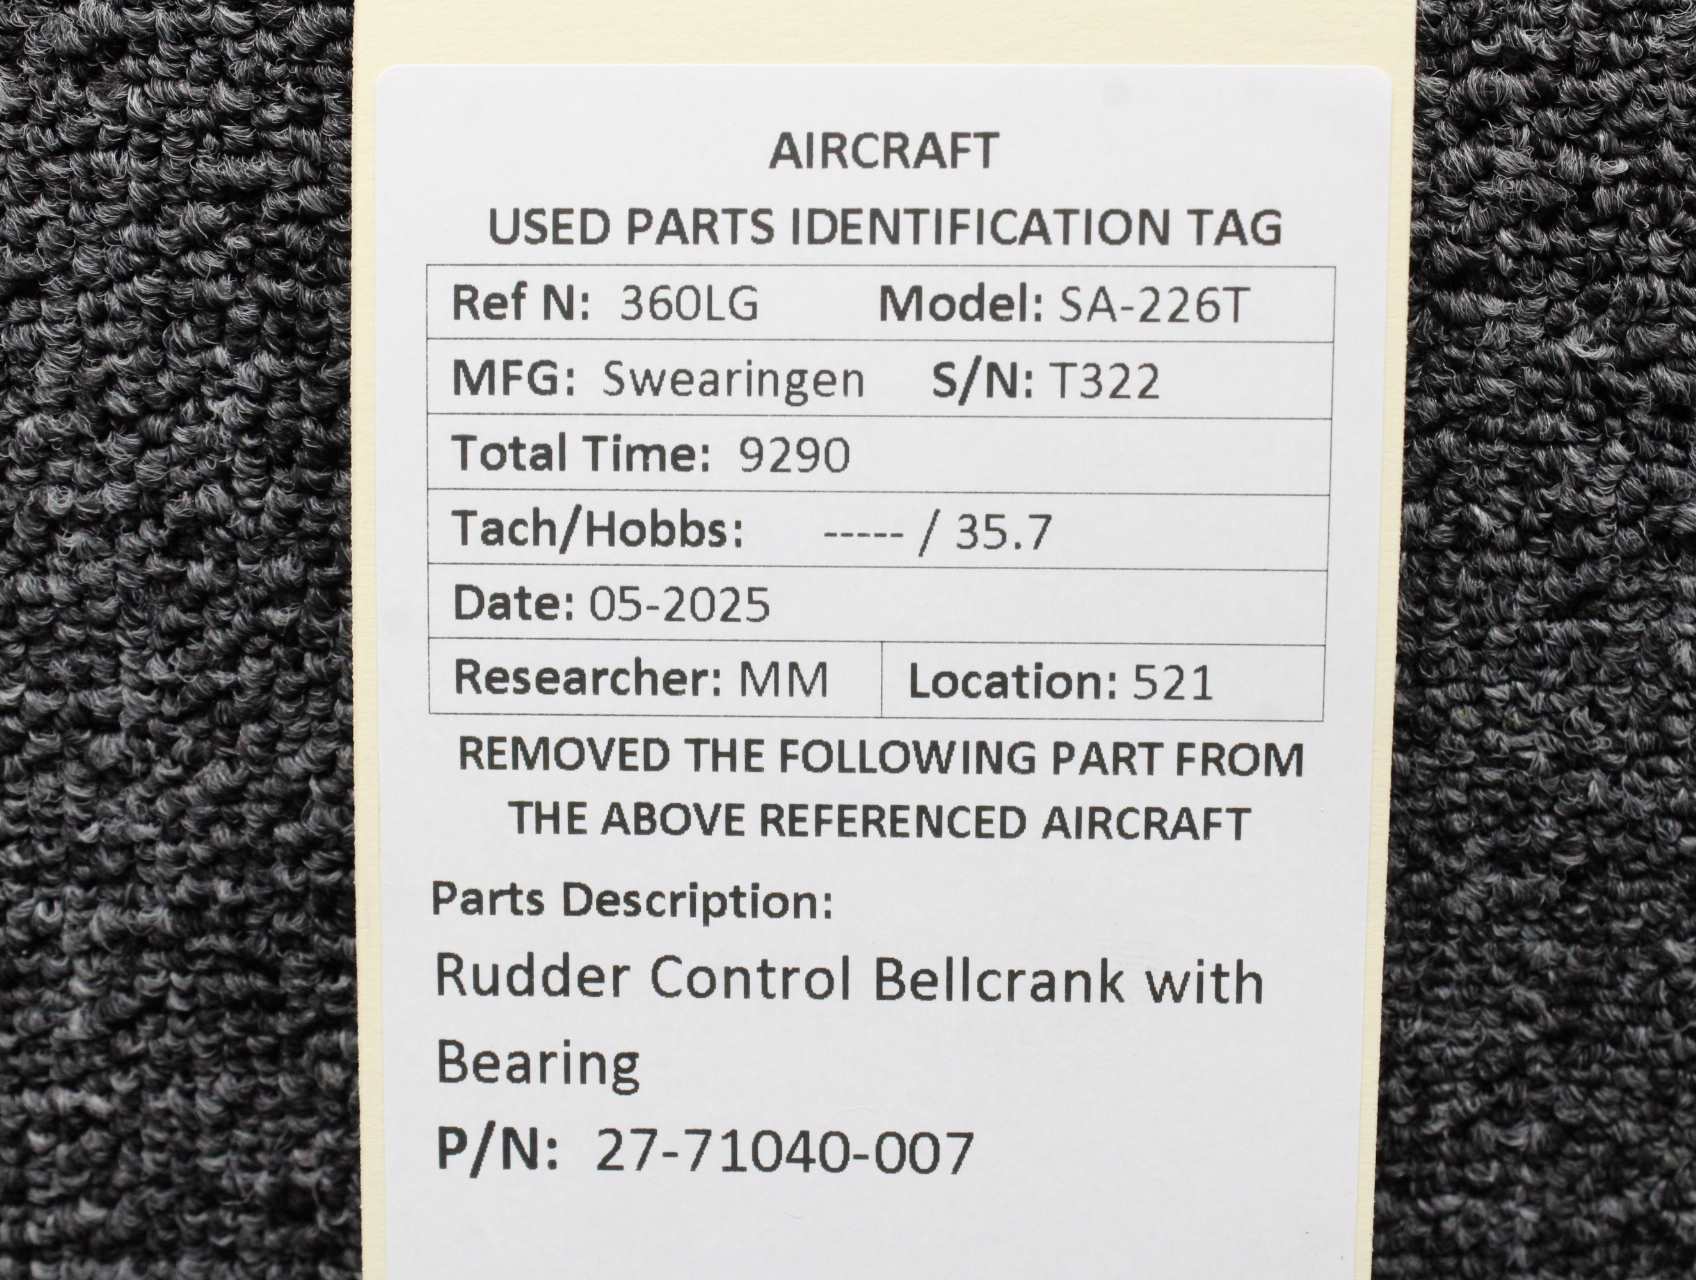 AIRCRAFT
USED PARTS IDENTIFICATION TAG
Ref N: 360LG Model: SA-226T
MFG: Swearingen S/N: T322
Total Time: 9290
Tach/Hobbs: ----- / 35.7
Date: 05-2025
Researcher: MM Location: 521
REMOVED THE FOLLOWING PART FROM
THE ABOVE REFERENCED AIRCRAFT
Parts Description:
Rudder Control Bellcrank with
Bearing
P/N: 27-71040-007